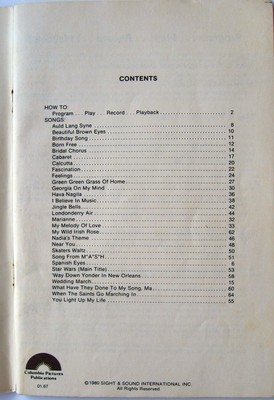 CONTENTS
HOW TO:
Program . . . Play . . . Record . . . Playback 2
SONGS:
Auld Lang Syne 8
Beautiful Brown Eyes 10
Birthday Song 11
Born Free 12
Bridal Chorus 14
Cabaret 17
Calcutta 20
Fascination 22
Feelings 24
Green Green Grass Of Home 27
Georgia On My Mind 30
Hava Nagila 36
I Believe In Music 38
Jingle Bells 42
Londonderry Air 44
Marianne 32
My Melody Of Love 33
My Wild Irish Rose 62
Nadia's Theme 46
Near You 48
Skaters Waltz 50
Song From M*A*S*H 51
Spanish Eyes 6
Star Wars (Main Title) 53
'Way Down Yonder In New Orleans 58
Wedding March 15
What Have They Done To My Song, Ma 60
When The Saints Go Marching In 64
You Light Up My Life 55
Columbia Pictures
Publications
01 67
© 1980 SIGHT & SOUND INTERNATIONAL INC.
All Rights Reserved